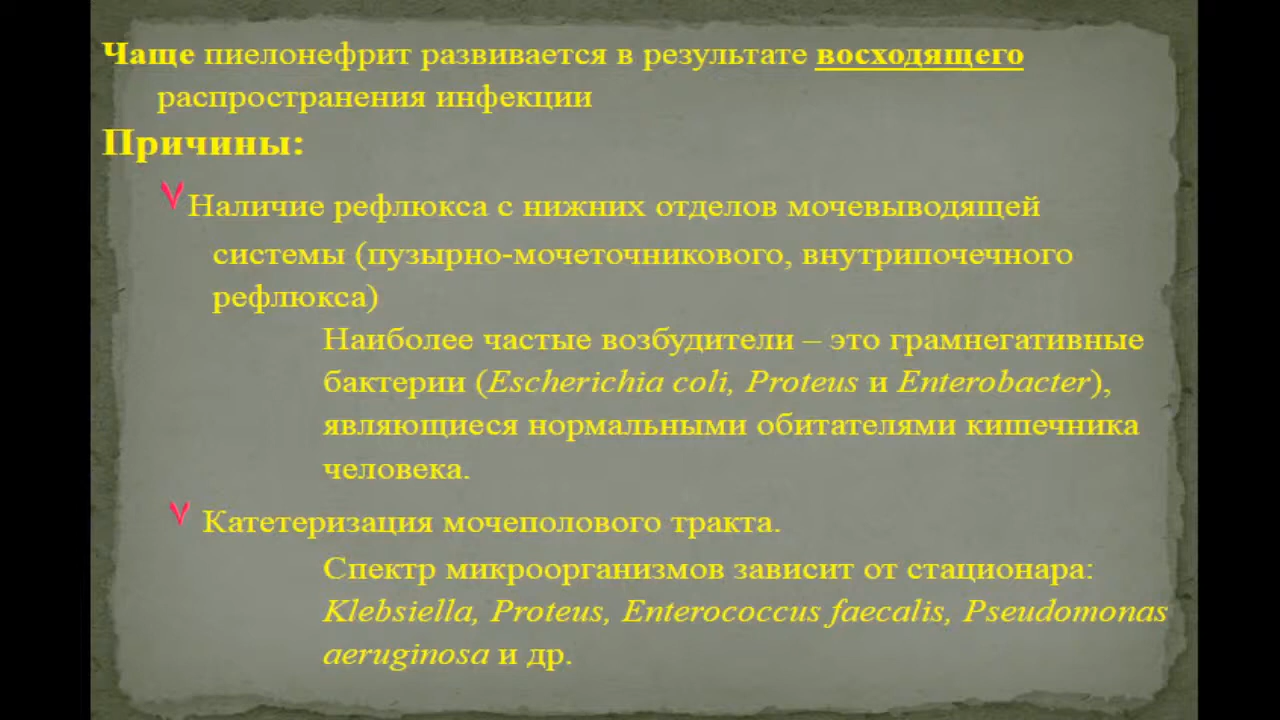 Чаще пиелонефрит развивается в результате восходящего
распространения инфекции
Причины:
Наличие рефлюкса с нижних отделов мочевыводящей
системы (пузырно-мочеточникового, внутрипочечного
рефлюкса)
Наиболее частые возбудители – это грамнегативные
бактерии (Escherichia coli, Proteus и Enterobacter),
являющиеся нормальными обитателями кишечника
человека.
Катетеризация мочеполового тракта.
Спектр микроорганизмов зависит от стационара:
Klebsiella, Proteus, Enterococcus faecalis, Pseudomonas
aeruginosa и др.